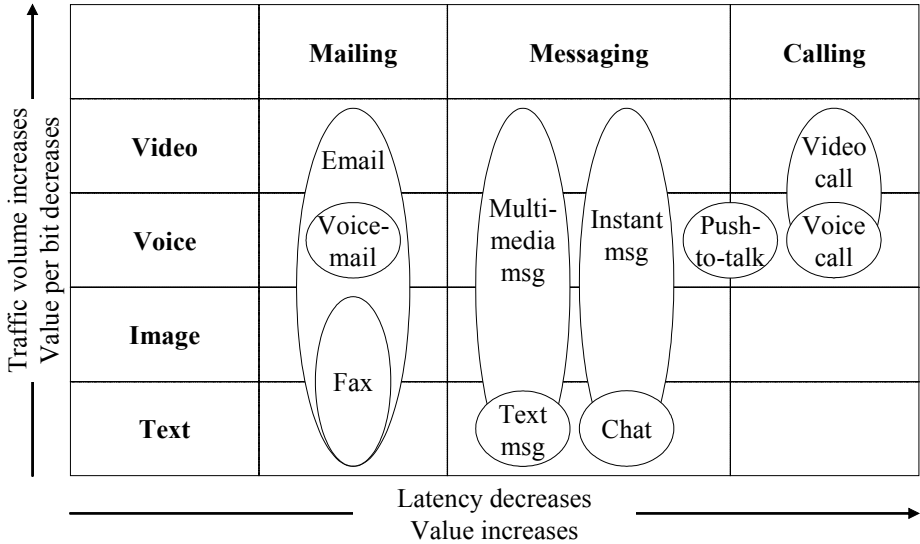 Mailing
Messaging
Calling
Video
Email
Video
call
Voice
Voice-
mail
Multi-
media
msg
Instant
msg
Push-
to-talk
Voice
call
Image
Fax
Text
Text
msg
Chat
Traffic volume increases
Value per bit decreases
Latency decreases
Value increases